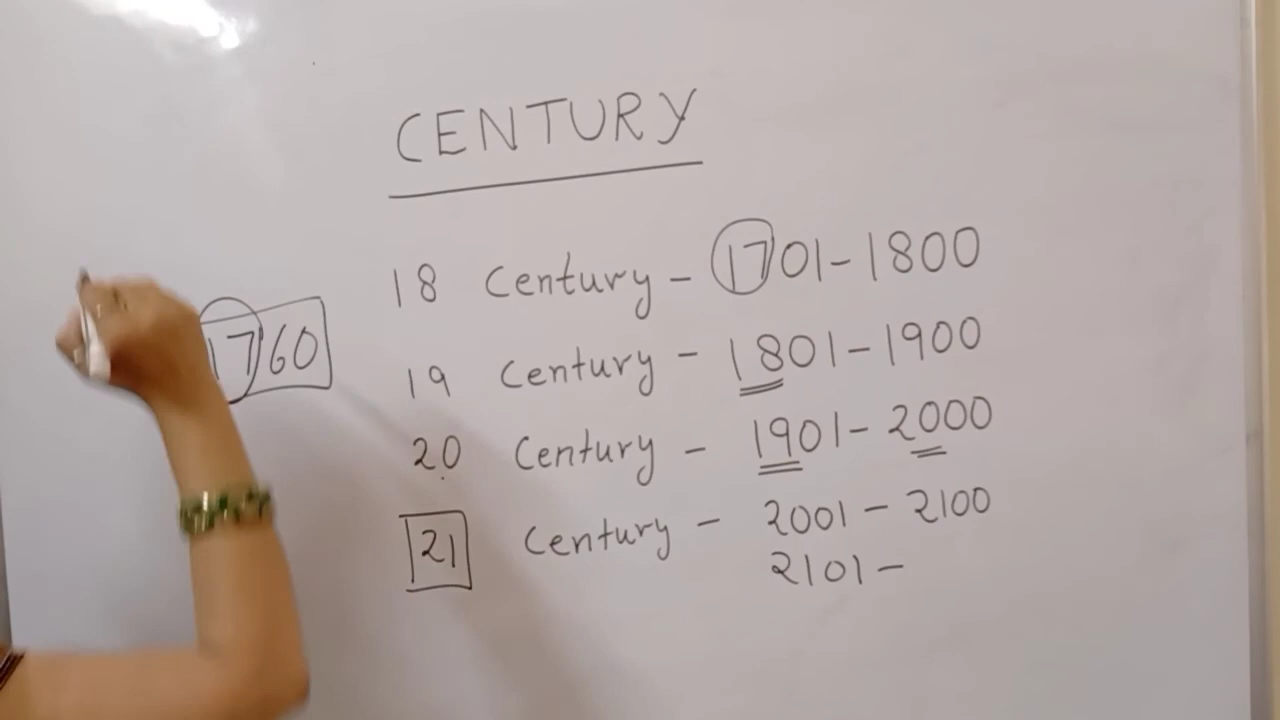 CENTURY
18 Century - 1701-1800
1760
19 Century - 1801-1900
20 Century - 1901-2000
21 Century - 2001-2100
2101-